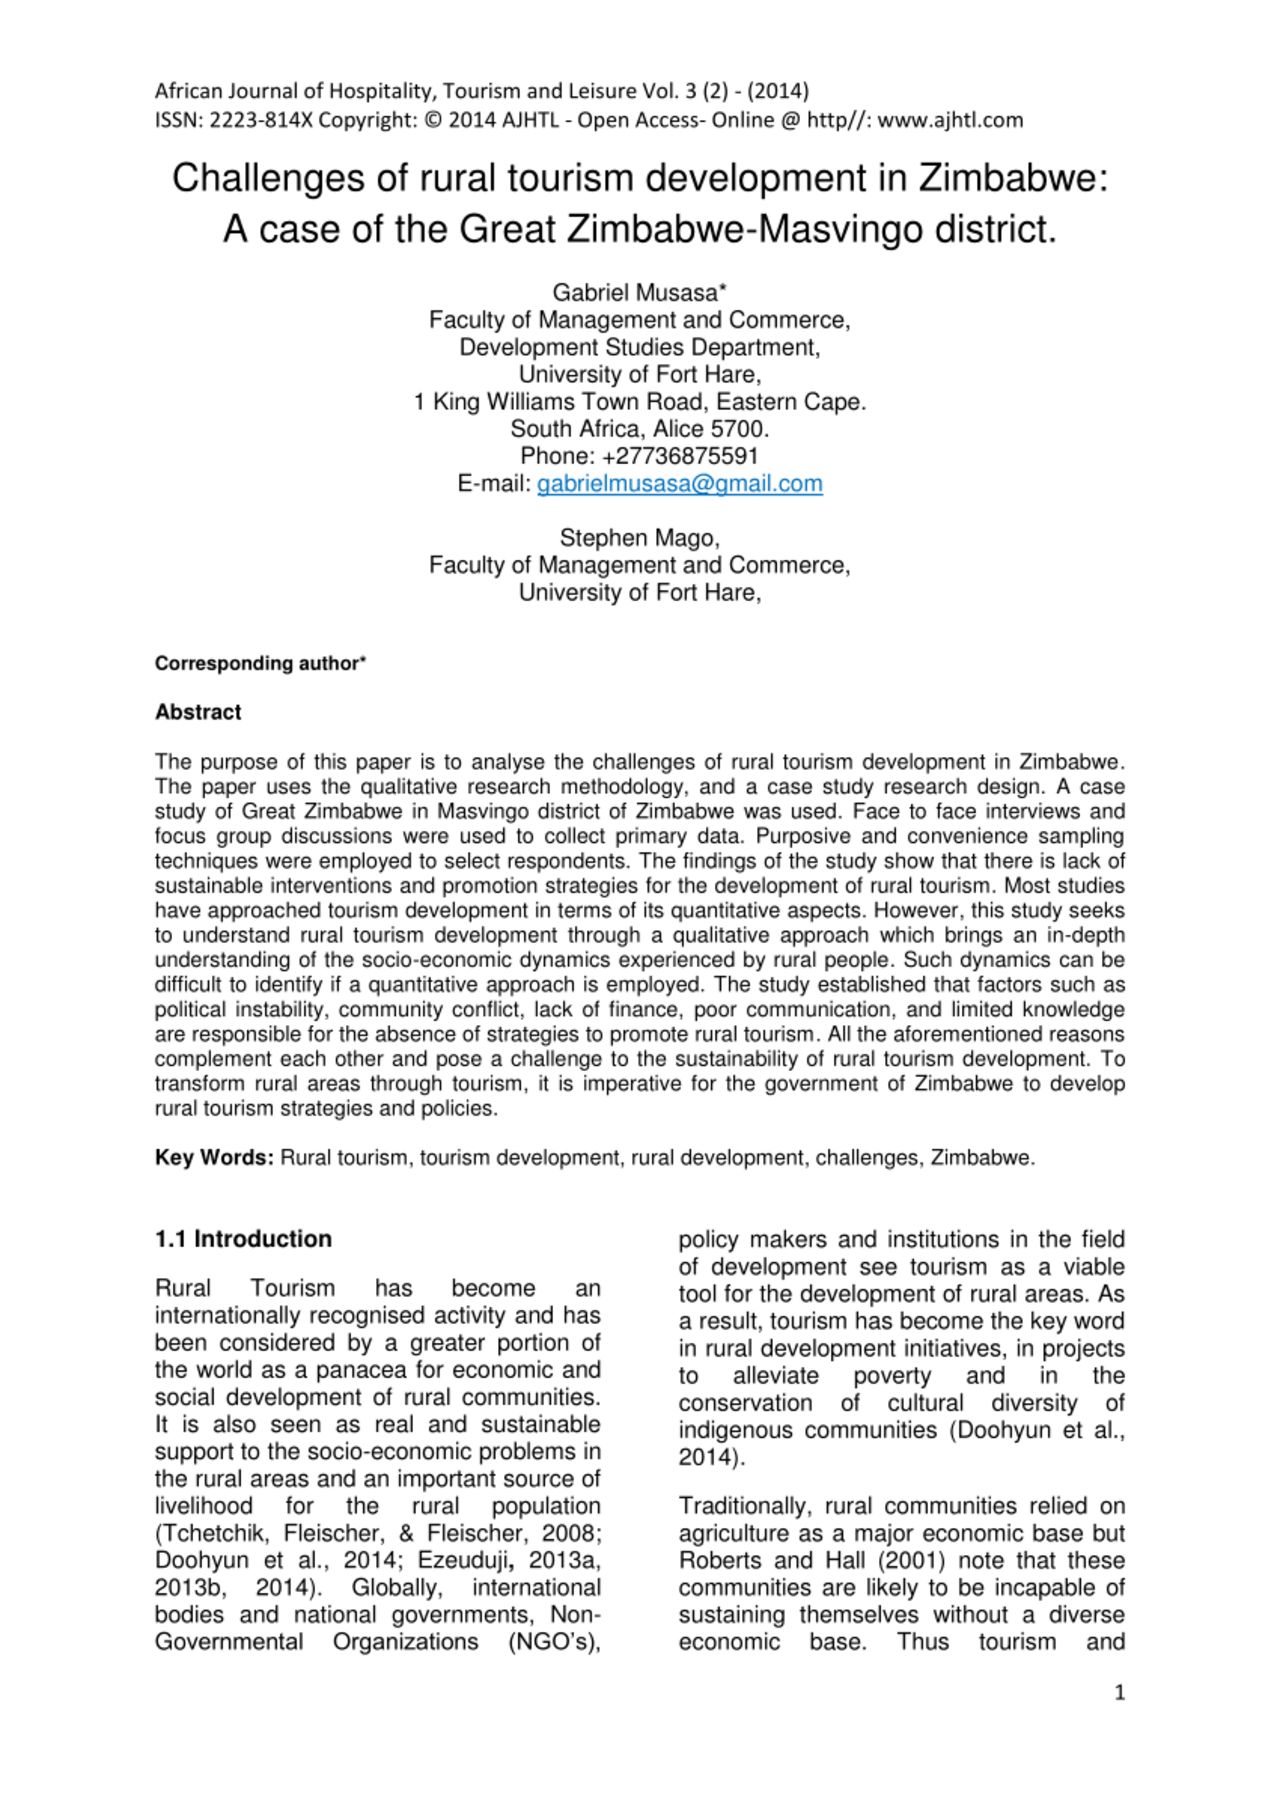 African Journal of Hospitality, Tourism and Leisure Vol. 3 (2) - (2014)
ISSN: 2223-814X Copyright: © 2014 AJHTL - Open Access- Online @ http//: www.ajhtl.com
Challenges of rural tourism development in Zimbabwe:
A case of the Great Zimbabwe-Masvingo district.
Gabriel Musasa*
Faculty of Management and Commerce,
Development Studies Department,
University of Fort Hare,
1 King Williams Town Road, Eastern Cape.
South Africa, Alice 5700.
Phone: +27736875591
E-mail: gabrielmusasa@gmail.com
Stephen Mago,
Faculty of Management and Commerce,
University of Fort Hare,
Corresponding author*
Abstract
The purpose of this paper is to analyse the challenges of rural tourism development in Zimbabwe.
The paper uses the qualitative research methodology, and a case study research design. A case
study of Great Zimbabwe in Masvingo district of Zimbabwe was used. Face to face interviews and
focus group discussions were used to collect primary data. Purposive and convenience sampling
techniques were employed to select respondents. The findings of the study show that there is lack of
sustainable interventions and promotion strategies for the development of rural tourism. Most studies
have approached tourism development in terms of its quantitative aspects. However, this study seeks
to understand rural tourism development through a qualitative approach which brings an in-depth
understanding of the socio-economic dynamics experienced by rural people. Such dynamics can be
difficult to identify if a quantitative approach is employed. The study established that factors such as
political instability, community conflict, lack of finance, poor communication, and limited knowledge
are responsible for the absence of strategies to promote rural tourism. All the aforementioned reasons
complement each other and pose a challenge to the sustainability of rural tourism development. To
transform rural areas through tourism, it is imperative for the government of Zimbabwe to develop
rural tourism strategies and policies.
Key Words: Rural tourism, tourism development, rural development, challenges, Zimbabwe.
1.1 Introduction
Rural Tourism has become an
internationally recognised activity and has
been considered by a greater portion of
the world as a panacea for economic and
social development of rural communities.
It is also seen as real and sustainable
support to the socio-economic problems in
the rural areas and an important source of
livelihood for the rural population
(Tchetchik, Fleischer, & Fleischer, 2008;
Doohyun et al., 2014; Ezeuduji, 2013a,
2013b, 2014). Globally, international
bodies and national governments, Non-
Governmental Organizations (NGO's),
policy makers and institutions in the field
of development see tourism as a viable
tool for the development of rural areas. As
a result, tourism has become the key word
in rural development initiatives, in projects
to alleviate poverty and in the
conservation of cultural diversity of
indigenous communities (Doohyun et al.,
2014).
Traditionally, rural communities relied on
agriculture as a major economic base but
Roberts and Hall (2001) note that these
communities are likely to be incapable of
sustaining themselves without a diverse
economic base. Thus tourism and
1